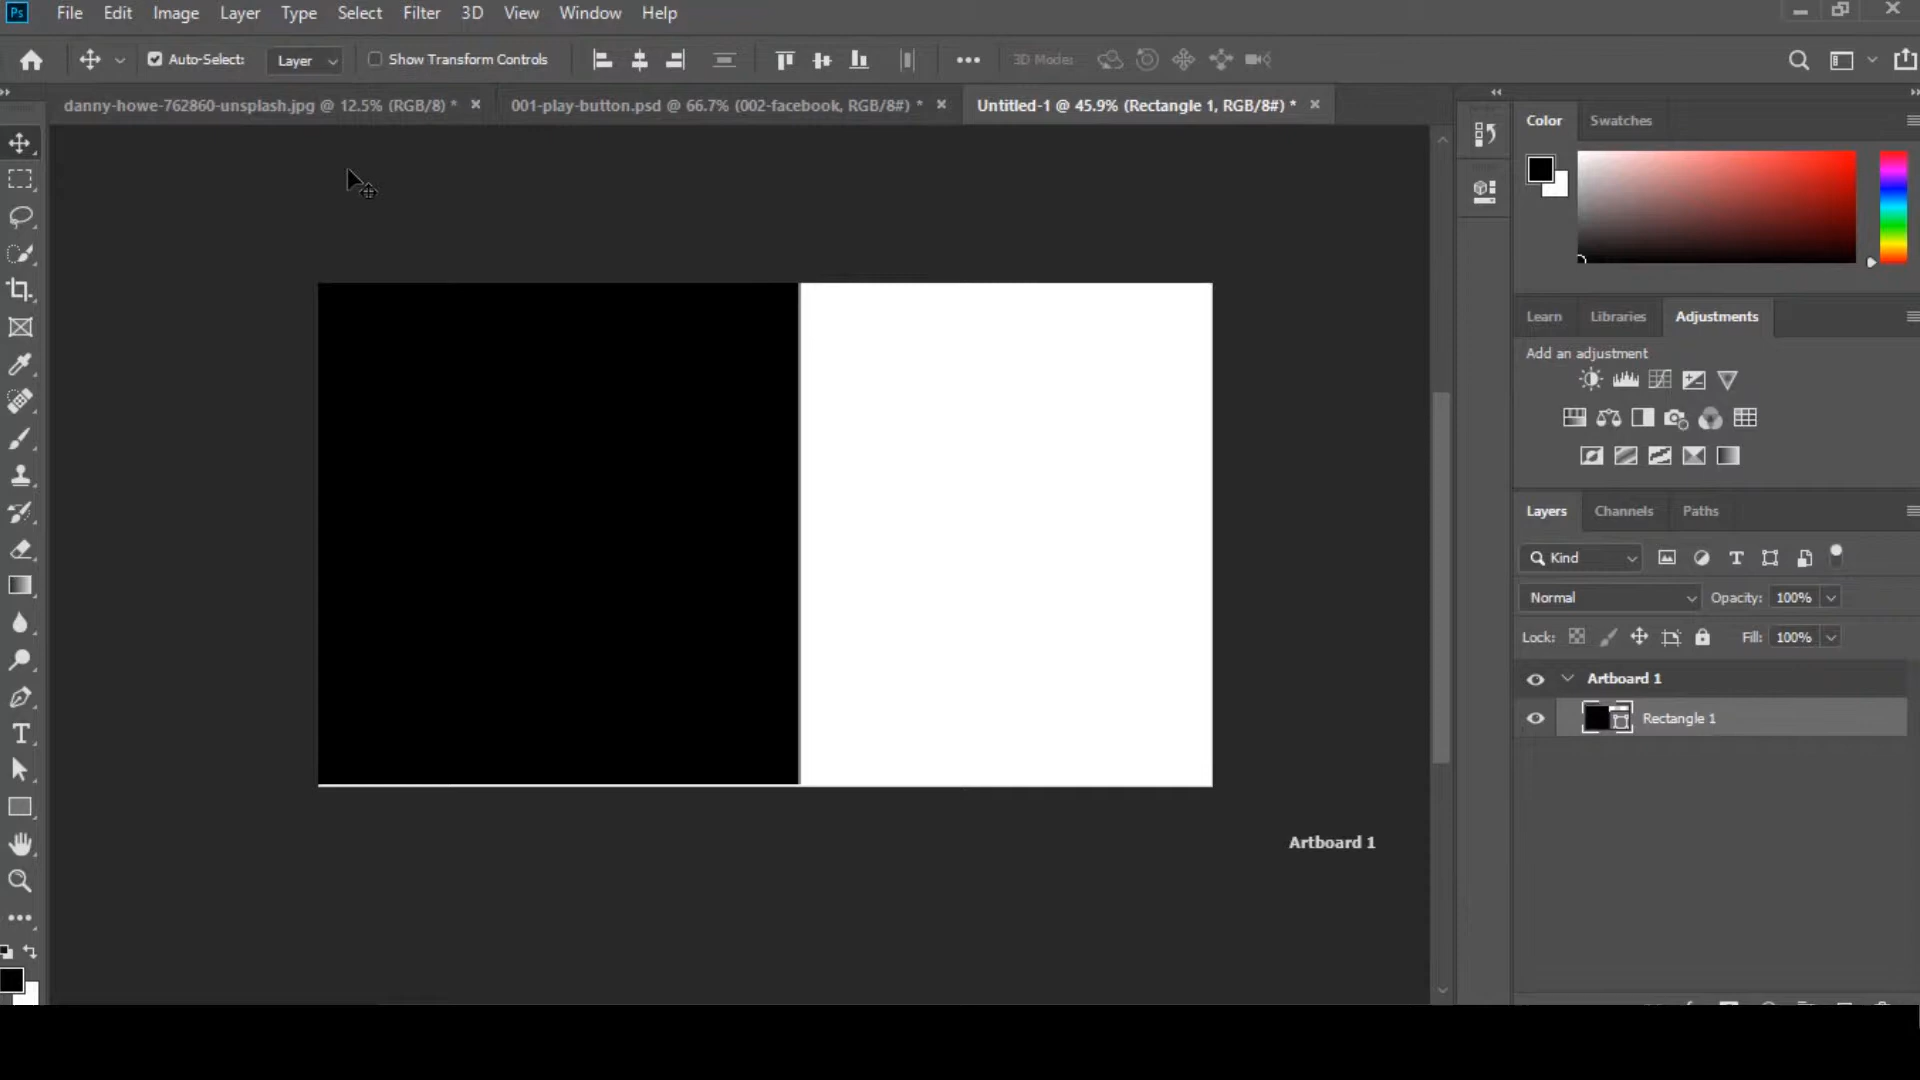 Ps File Edit Image Layer Type Select Filter 3D View Window Help
Auto-Select: Layer Show Transform Controls 3D Mode:
danny-howe-762860-unsplash.jpg @ 12.5% (RGB/8) * 001-play-button.psd @ 66.7% (002-facebook, RGB/8#) * Untitled-1 @ 45.9% (Rectangle 1, RGB/8#) *
Color Swatches
Learn Libraries Adjustments
Add an adjustment
Layers Channels Paths
Kind
Normal Opacity: 100%
Lock: Fill: 100%
Artboard 1
Rectangle 1
Artboard 1